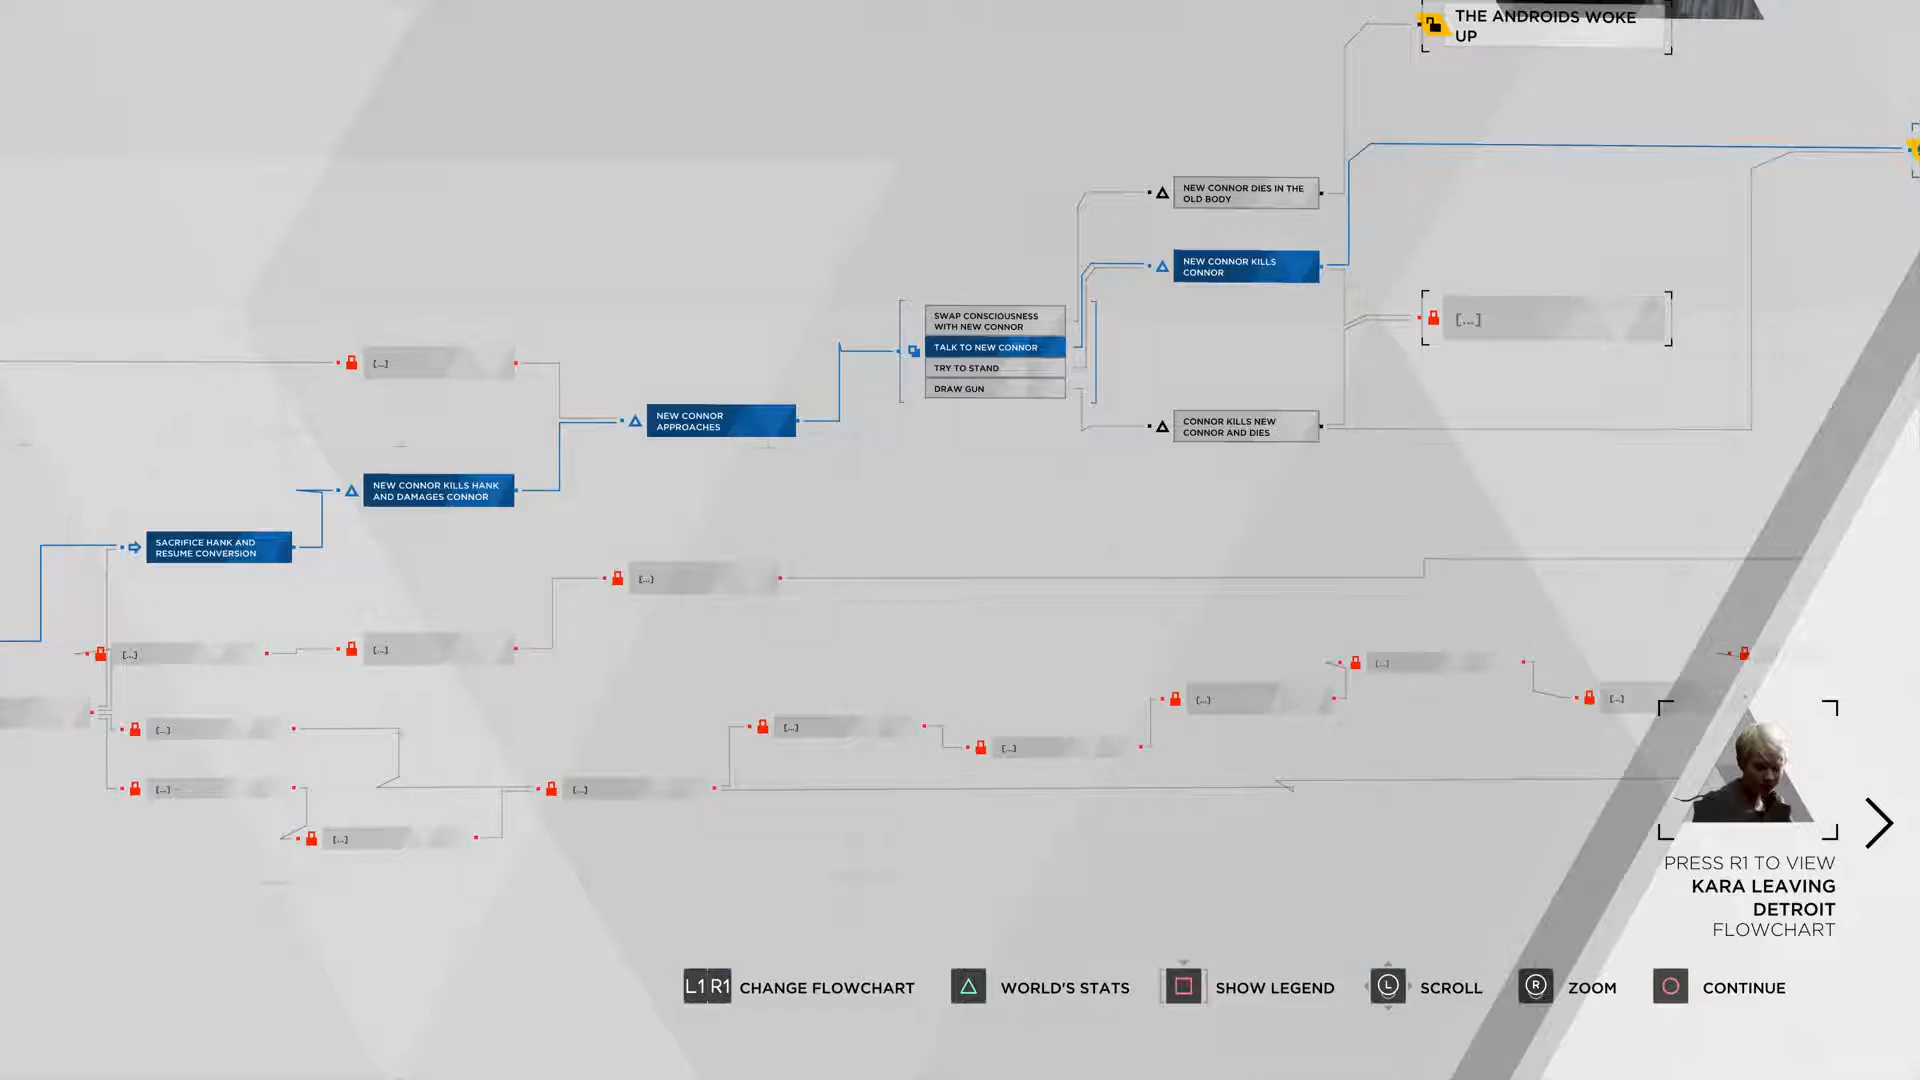 THE ANDROIDS WOKE
UP
NEW CONNOR DIES IN THE
OLD BODY
NEW CONNOR KILLS
CONNOR
[...]
SWAP CONSCIOUSNESS
WITH NEW CONNOR
TALK TO NEW CONNOR
TRY TO STAND
DRAW GUN
[...]
NEW CONNOR
APPROACHES
CONNOR KILLS NEW
CONNOR AND DIES
NEW CONNOR KILLS HANK
AND DAMAGES CONNOR
SACRIFICE HANK AND
RESUME CONVERSION
[...]
[...]
[...]
[...]
[...]
[...]
[...]
[...]
[...]
[...]
[...]
[...]
[...]
PRESS R1 TO VIEW
KARA LEAVING
DETROIT
FLOWCHART
L1 R1 CHANGE FLOWCHART
WORLD'S STATS
SHOW LEGEND
L SCROLL
R ZOOM
CONTINUE